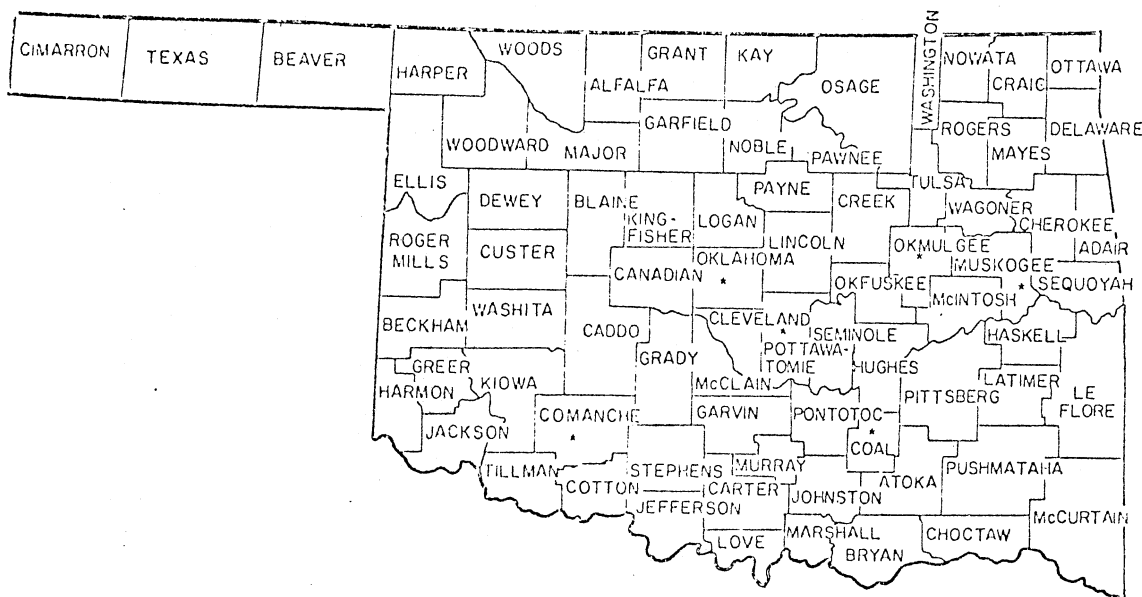 CIMARRON
TEXAS
BEAVER
HARPER
WOODS
ALFALFA
GRANT
KAY
OSAGE
WASHINGTON
NOWATA
CRAIG
OTTAWA
WOODWARD
MAJOR
GARFIELD
NOBLE
PAWNEE
ROGERS
MAYES
DELAWARE
ELLIS
DEWEY
BLAINE
KING-
FISHER
LOGAN
PAYNE
CREEK
TULSA
WAGONER
CHEROKEE
ADAIR
ROGER
MILLS
CUSTER
CANADIAN
OKLAHOMA
*
LINCOLN
OKFUSKEE
OKMULGEE
*
MUSKOGEE
*
SEQUOYAH
BECKHAM
WASHITA
CADDO
GRADY
CLEVELAND
*
POTTAWA-
TOMIE
SEMINOLE
HUGHES
McINTOSH
HASKELL
GREER
HARMON
KIOWA
McCLAIN
PITTSBERG
LATIMER
LE
FLORE
JACKSON
COMANCHE
*
GARVIN
PONTOTOC
*
COAL
TILLMAN
COTTON
STEPHENS
MURRAY
CARTER
JOHNSTON
ATOKA
PUSHMATAHA
JEFFERSON
LOVE
MARSHALL
BRYAN
CHOCTAW
McCURTAIN